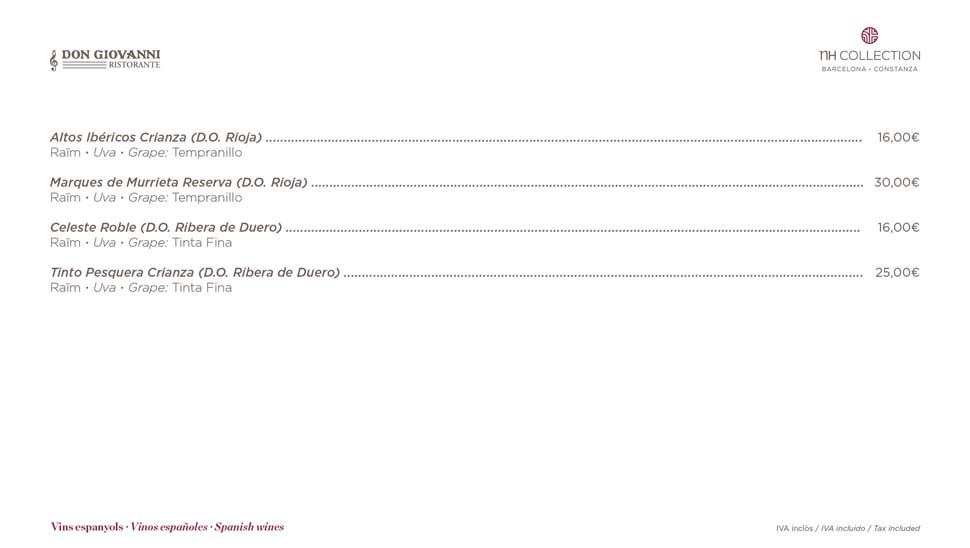 DON GIOVANNI
RISTORANTE
NH COLLECTION
BARCELONA • CONSTANZA
Altos Ibéricos Crianza (D.O. Rioja) ........ 16,00€
Raïm • Uva • Grape: Tempranillo
Marques de Murrieta Reserva (D.O. Rioja) ........ 30,00€
Raïm • Uva • Grape: Tempranillo
Celeste Roble (D.O. Ribera de Duero) ........ 16,00€
Raïm • Uva • Grape: Tinta Fina
Tinto Pesquera Crianza (D.O. Ribera de Duero) ........ 25,00€
Raïm • Uva • Grape: Tinta Fina
Vins espanyols · Vinos españoles · Spanish wines
IVA inclòs / IVA incluido / Tax included